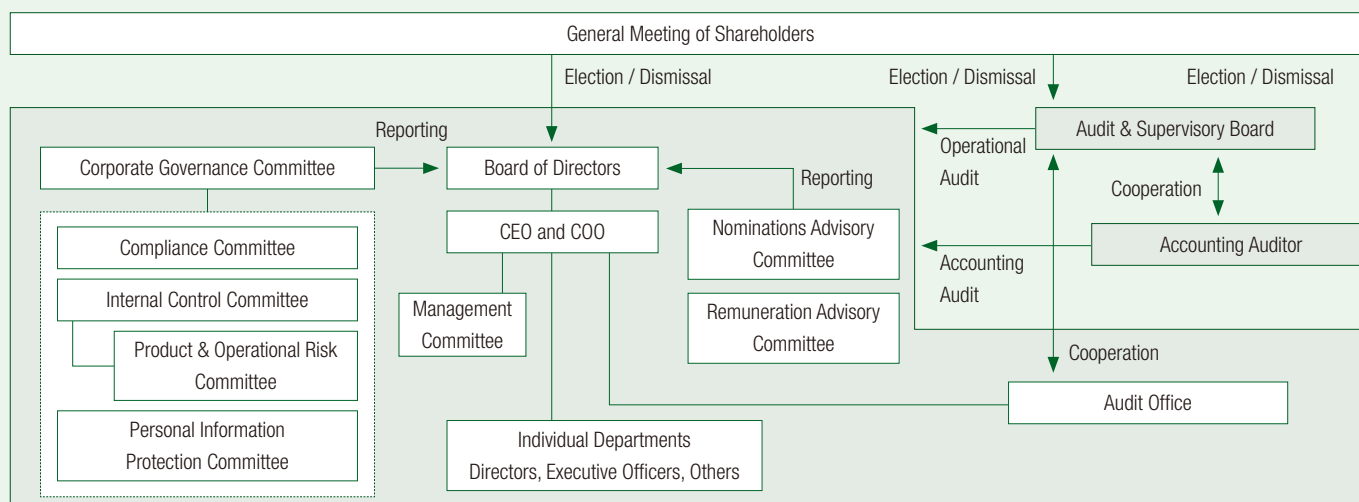 General Meeting of Shareholders
Election / Dismissal
Election / Dismissal
Election / Dismissal
Reporting
Corporate Governance Committee
Board of Directors
Audit & Supervisory Board
Operational
Audit
Reporting
Cooperation
Compliance Committee
CEO and COO
Nominations Advisory
Committee
Accounting Auditor
Accounting
Audit
Internal Control Committee
Management
Committee
Remuneration Advisory
Committee
Product & Operational Risk
Committee
Cooperation
Audit Office
Personal Information
Protection Committee
Individual Departments
Directors, Executive Officers, Others